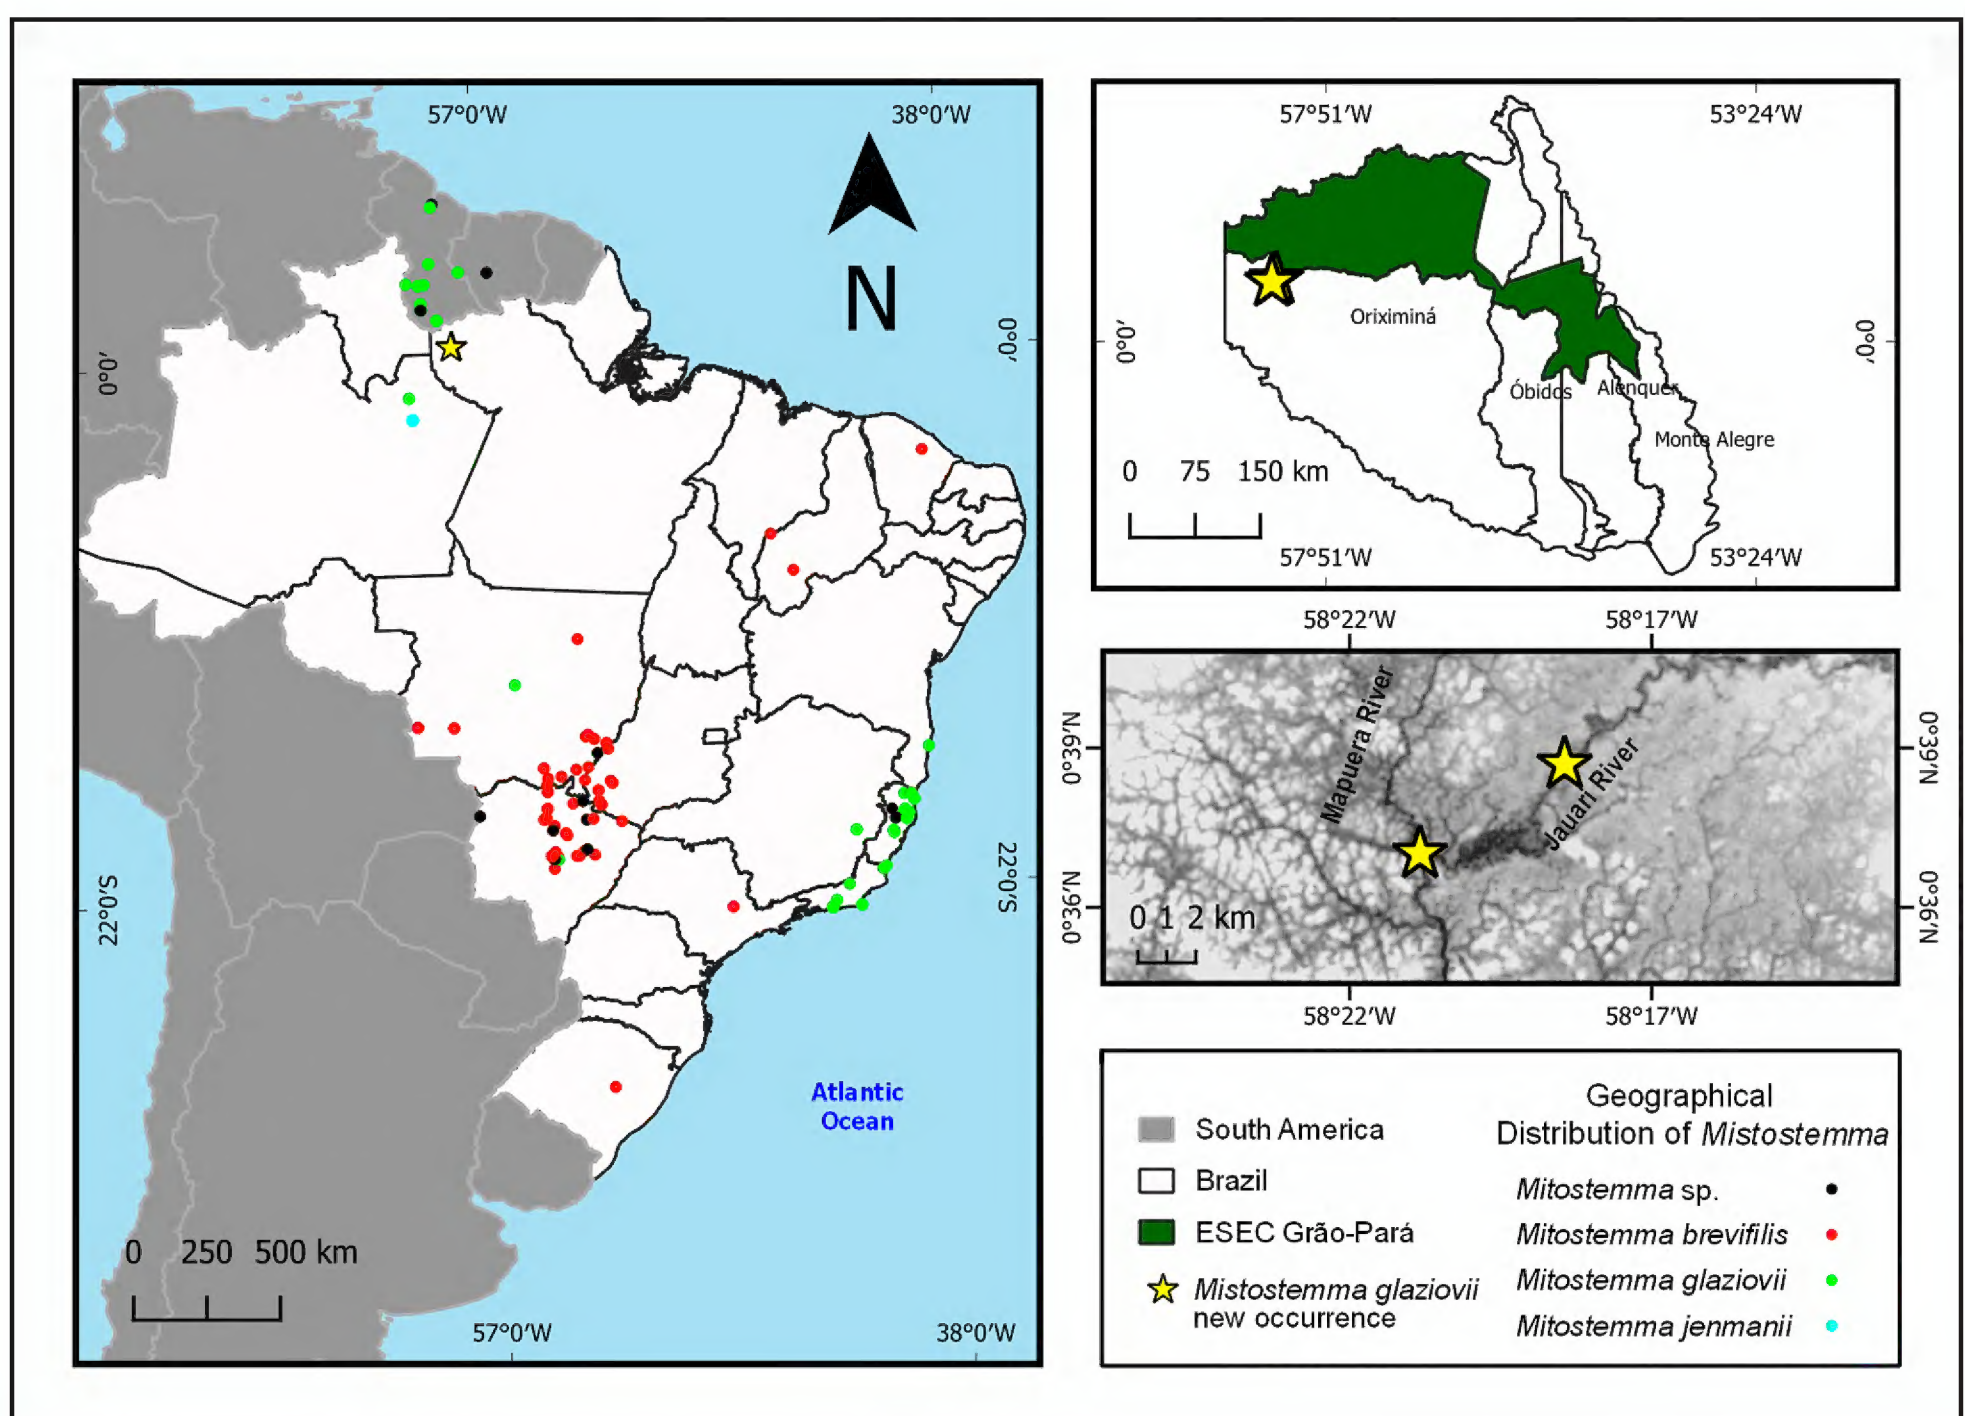 57°0'W
38°0'W
N
0°0'
0°0'
22°0'S
22°0'S
Atlantic
Ocean
0 250 500 km
57°0'W
38°0'W
57°51'W
53°24'W
Oriximiná
0°0'
0°0'
Óbidos
Alenquer
Monte Alegre
0 75 150 km
57°51'W
53°24'W
58°22'W
58°17'W
Mapuera River
Jauari River
0°39'N
0°39'N
0°36'N
0°36'N
0 1 2 km
58°22'W
58°17'W
South America
Brazil
ESEC Grão-Pará
Mistostemma glaziovii
new occurrence
Geographical
Distribution of Mistostemma
Mitostemma sp.
Mitostemma brevifilis
Mitostemma glaziovii
Mitostemma jenmanii